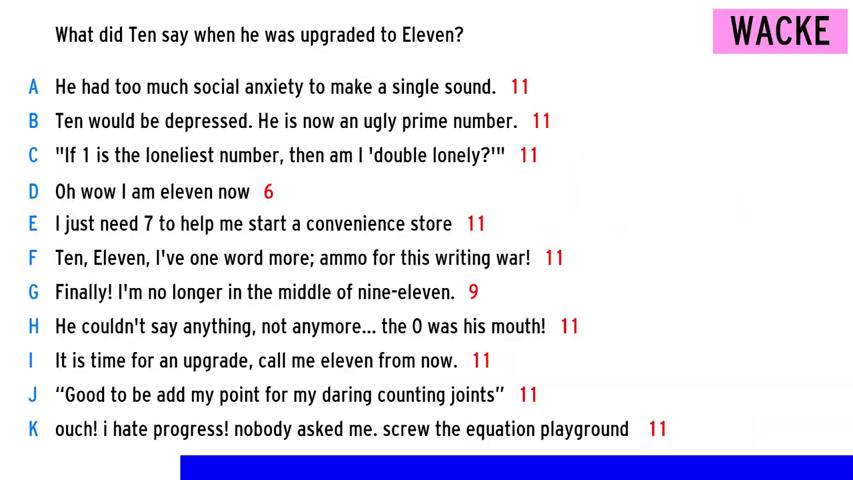 What did Ten say when he was upgraded to Eleven?
WACKE
A He had too much social anxiety to make a single sound. 11
B Ten would be depressed. He is now an ugly prime number. 11
C "If 1 is the loneliest number, then am I 'double lonely?'" 11
D Oh wow I am eleven now 6
E I just need 7 to help me start a convenience store 11
F Ten, Eleven, I've one word more; ammo for this writing war! 11
G Finally! I'm no longer in the middle of nine-eleven. 9
H He couldn't say anything, not anymore... the 0 was his mouth! 11
I It is time for an upgrade, call me eleven from now. 11
J “Good to be add my point for my daring counting joints” 11
K ouch! i hate progress! nobody asked me. screw the equation playground 11